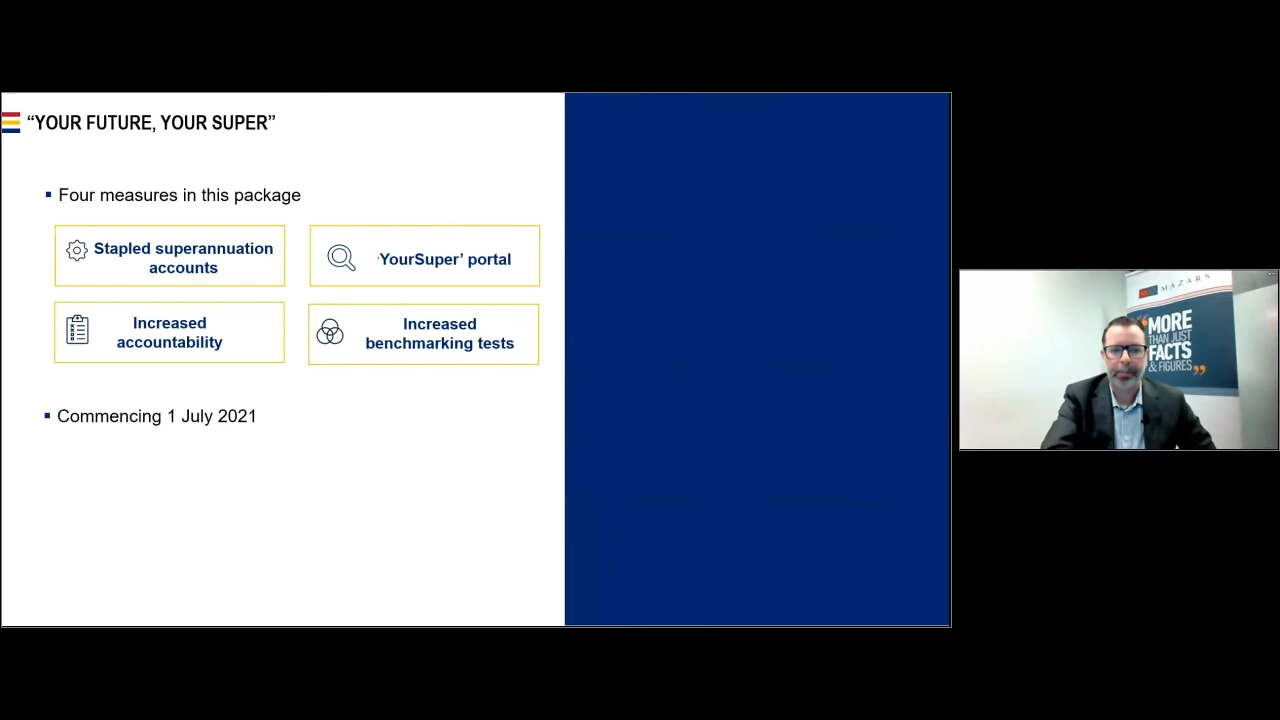 “YOUR FUTURE, YOUR SUPER”
▪ Four measures in this package
Stapled superannuation
accounts
‘YourSuper’ portal
Increased
accountability
Increased
benchmarking tests
▪ Commencing 1 July 2021
MAZARS
“MORE
THAN JUST
FACTS
& FIGURES”